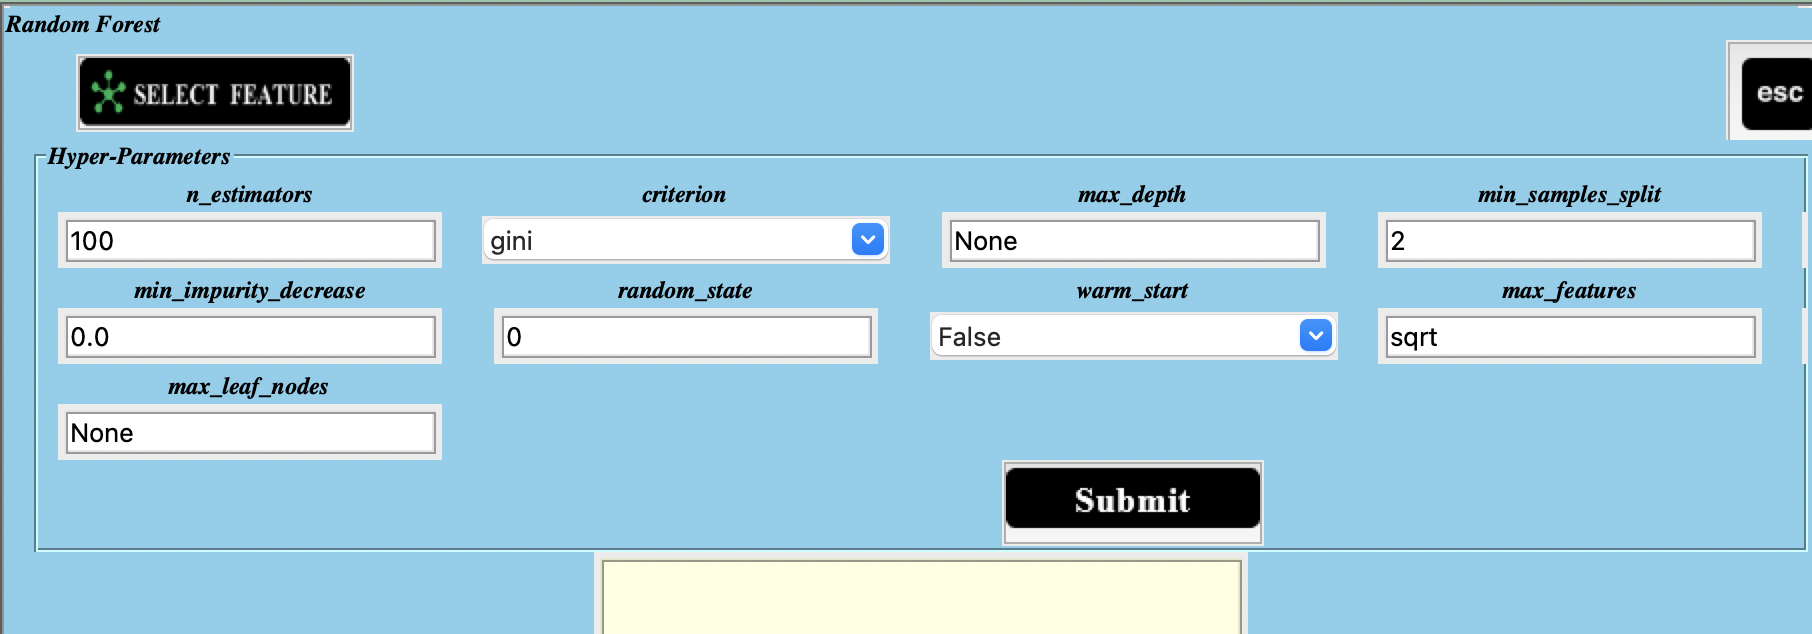 Random Forest
SELECT FEATURE
esc
Hyper-Parameters
n_estimators criterion max_depth min_samples_split
100 gini None 2
min_impurity_decrease random_state warm_start max_features
0.0 0 False sqrt
max_leaf_nodes
None
Submit